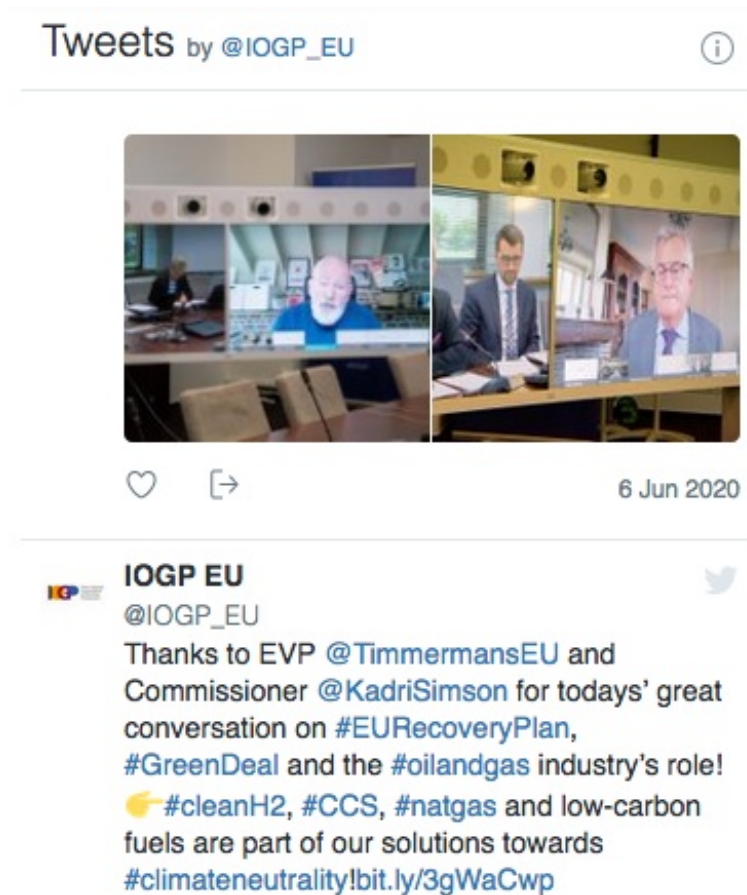 Tweets by @IOGP_EU
6 Jun 2020
IOGP EU
@IOGP_EU
Thanks to EVP @TimmermansEU and
Commissioner @KadriSimson for todays’ great
conversation on #EURecoveryPlan,
#GreenDeal and the #oilandgas industry’s role!
👉#cleanH2, #CCS, #natgas and low-carbon
fuels are part of our solutions towards
#climateneutrality!bit.ly/3gWaCwp